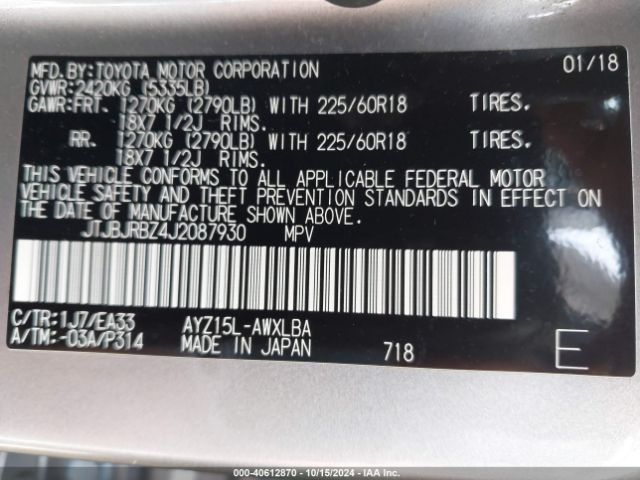 MFD.BY:TOYOTA MOTOR CORPORATION 01/18
GVWR:2420KG (5335LB)
GAWR:FRT. 1270KG (2790LB) WITH 225/60R18 TIRES.
18X7 1/2J RIMS.
RR. 1270KG (2790LB) WITH 225/60R18 TIRES.
18X7 1/2J RIMS.
THIS VEHICLE CONFORMS TO ALL APPLICABLE FEDERAL MOTOR
VEHICLE SAFETY AND THEFT PREVENTION STANDARDS IN EFFECT ON
THE DATE OF MANUFACTURE SHOWN ABOVE.
JTJBJRBZ4J2087930 MPV
C/TR:1J7/EA33 AYZ15L-AWXLBA
A/TM:-03A/P314 MADE IN JAPAN 718 E
000-40612870 - 10/15/2024 - IAAI.COM